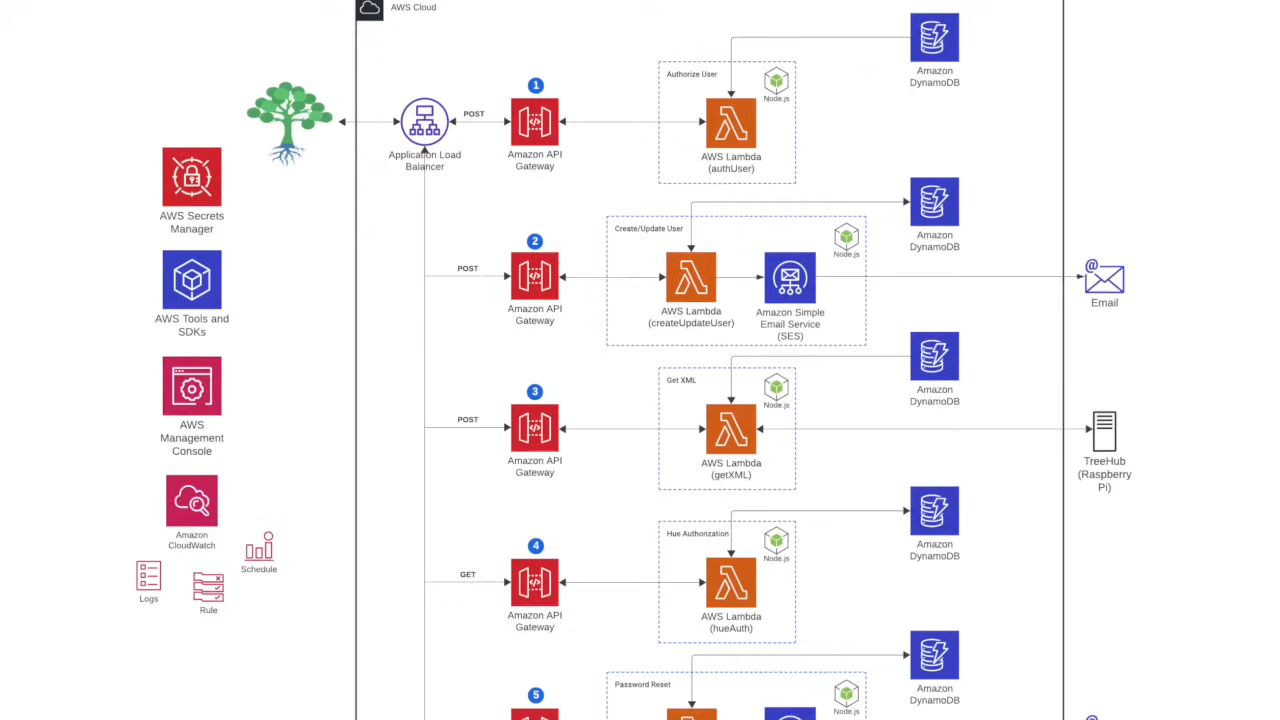 AWS Cloud
Amazon
DynamoDB
1
Authorize User
Node.js
POST
Application Load
Balancer
Amazon API
Gateway
AWS Lambda
(authUser)
AWS Secrets
Manager
Amazon
DynamoDB
2
Create/Update User
Node.js
POST
Amazon API
Gateway
AWS Lambda
(createUpdateUser)
Amazon Simple
Email Service
(SES)
@
Email
AWS Tools and
SDKs
Amazon
DynamoDB
3
Get XML
Node.js
POST
Amazon API
Gateway
AWS Lambda
(getXML)
TreeHub
(Raspberry
Pi)
AWS
Management
Console
Amazon
DynamoDB
4
Hue Authorization
Node.js
GET
Amazon API
Gateway
AWS Lambda
(hueAuth)
Amazon
CloudWatch
Schedule
Logs
Rule
Amazon
DynamoDB
5
Password Reset
Node.js